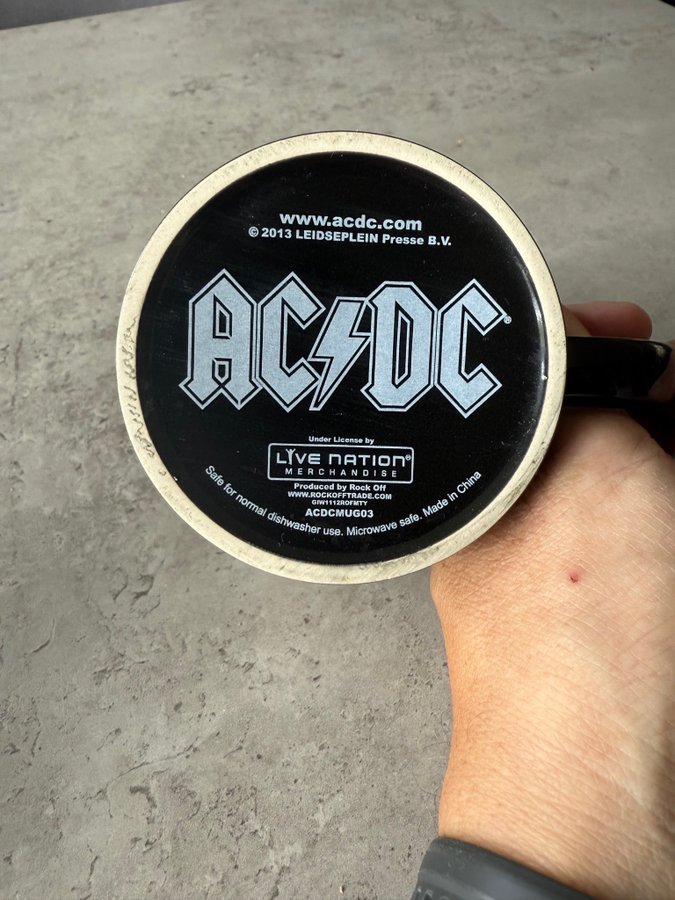 www.acdc.com
© 2013 LEIDSEPLEIN Presse B.V.
AC DC®
Under License by
LIVE NATION®
MERCHANDISE
Produced by Rock Off
WWW.ROCKOFFTRADE.COM
GIW1112ROFMTY
ACDCMUG03
Safe for normal dishwasher use. Microwave safe. Made in China